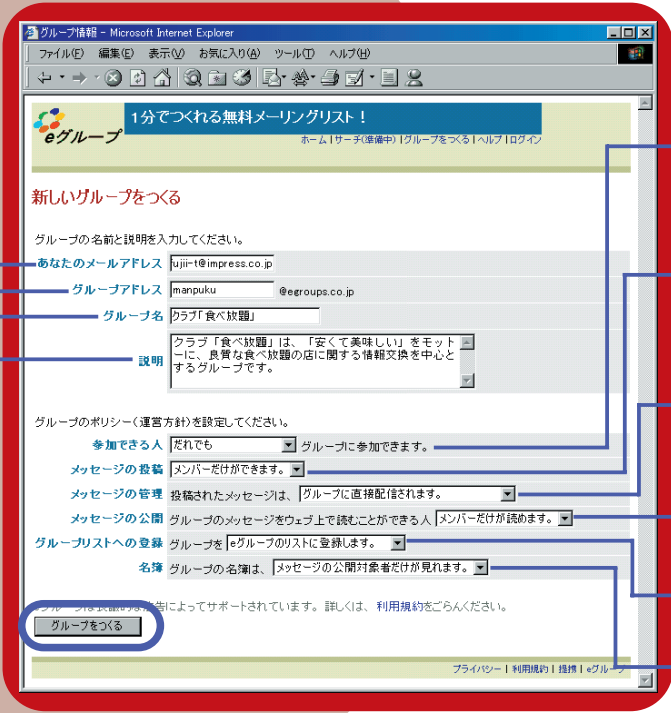 グループ情報 - Microsoft Internet Explorer
ファイル(F) 編集(E) 表示(V) お気に入り(A) ツール(T) ヘルプ(H)
1分でつくれる無料メーリングリスト！
eグループ
ホーム | サーチ(準備中) | グループをつくる | ヘルプ | ログイン
新しいグループをつくる
グループの名前と説明を入力してください。
あなたのメールアドレス ujii-t@impress.co.jp
グループアドレス manpuku @egroups.co.jp
グループ名 クラブ「食べ放題」
説明 クラブ「食べ放題」は、「安くて美味しい」をモット
ーに、良質な食べ放題の店に関する情報交換を中心と
するグループです。
グループのポリシー(運営方針)を設定してください。
参加できる人 だれでも グループに参加できます。
メッセージの投稿 メンバーだけができます。
メッセージの管理 投稿されたメッセージは、 グループに直接配信されます。
メッセージの公開 グループのメッセージをウェブ上で読むことができる人 メンバーだけが読めます。
グループリストへの登録 グループを eグループのリストに登録します。
名簿 グループの名簿は、 メッセージの公開対象者だけが見れます。
によってサポートされています。詳しくは、利用規約をごらんください。
グループをつくる
プライバシー | 利用規約 | 提携 | eグループ